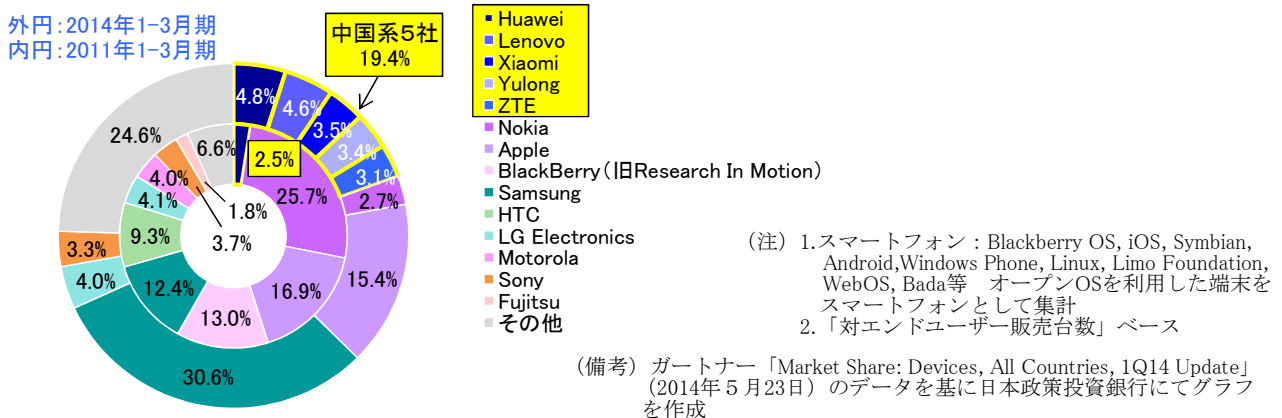 外円：2014年1-3月期
内円：2011年1-3月期
中国系５社
19.4%
4.8%
4.6%
3.5%
3.4%
3.1%
2.7%
15.4%
30.6%
4.0%
3.3%
24.6%
2.5%
25.7%
16.9%
13.0%
12.4%
9.3%
4.1%
4.0%
3.7%
1.8%
6.6%
Huawei
Lenovo
Xiaomi
Yulong
ZTE
Nokia
Apple
BlackBerry（旧Research In Motion）
Samsung
HTC
LG Electronics
Motorola
Sony
Fujitsu
その他
（注）1.スマートフォン：Blackberry OS, iOS, Symbian,
Android,Windows Phone, Linux, Limo Foundation,
WebOS, Bada等　オープンOSを利用した端末を
スマートフォンとして集計
2.「対エンドユーザー販売台数」ベース
（備考）ガートナー「Market Share: Devices, All Countries, 1Q14 Update」
（2014年５月23日）のデータを基に日本政策投資銀行にてグラフ
を作成